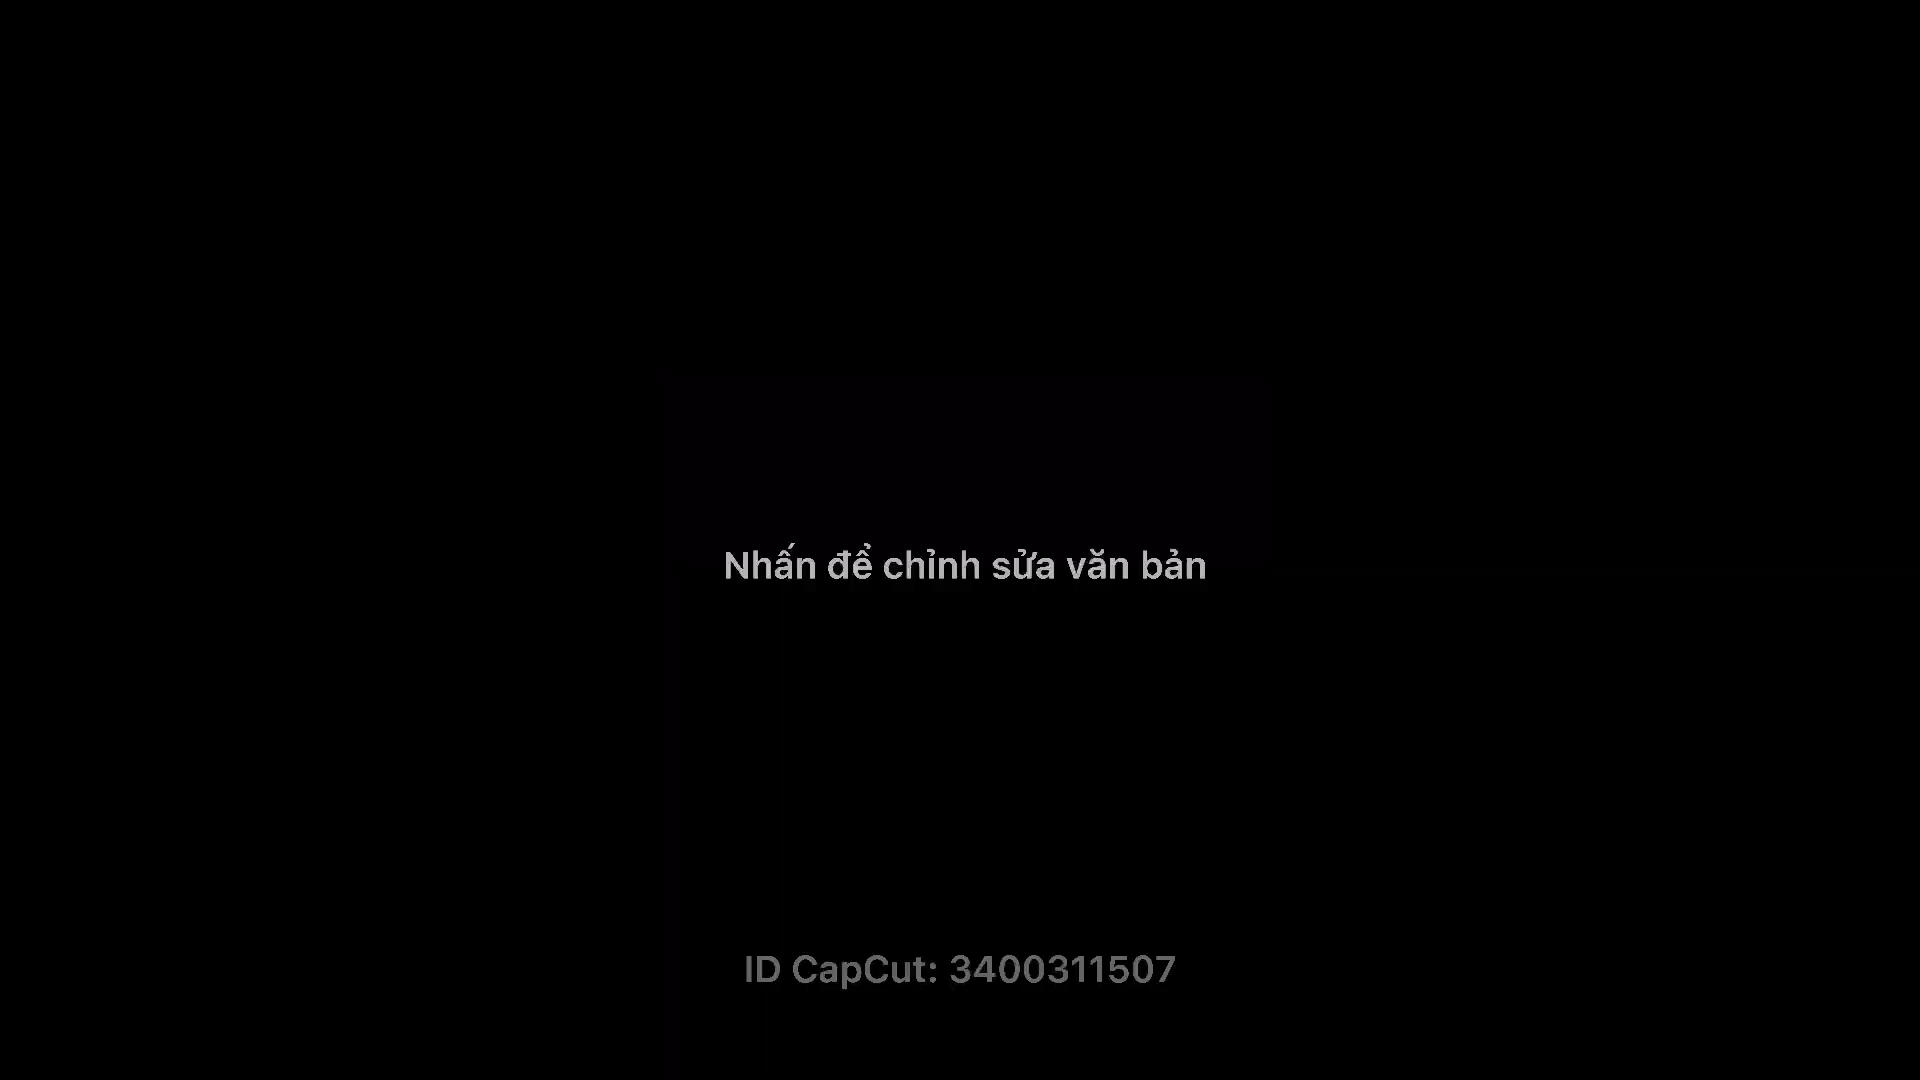 Nhấn để chỉnh sửa văn bản
ID CapCut: 3400311507